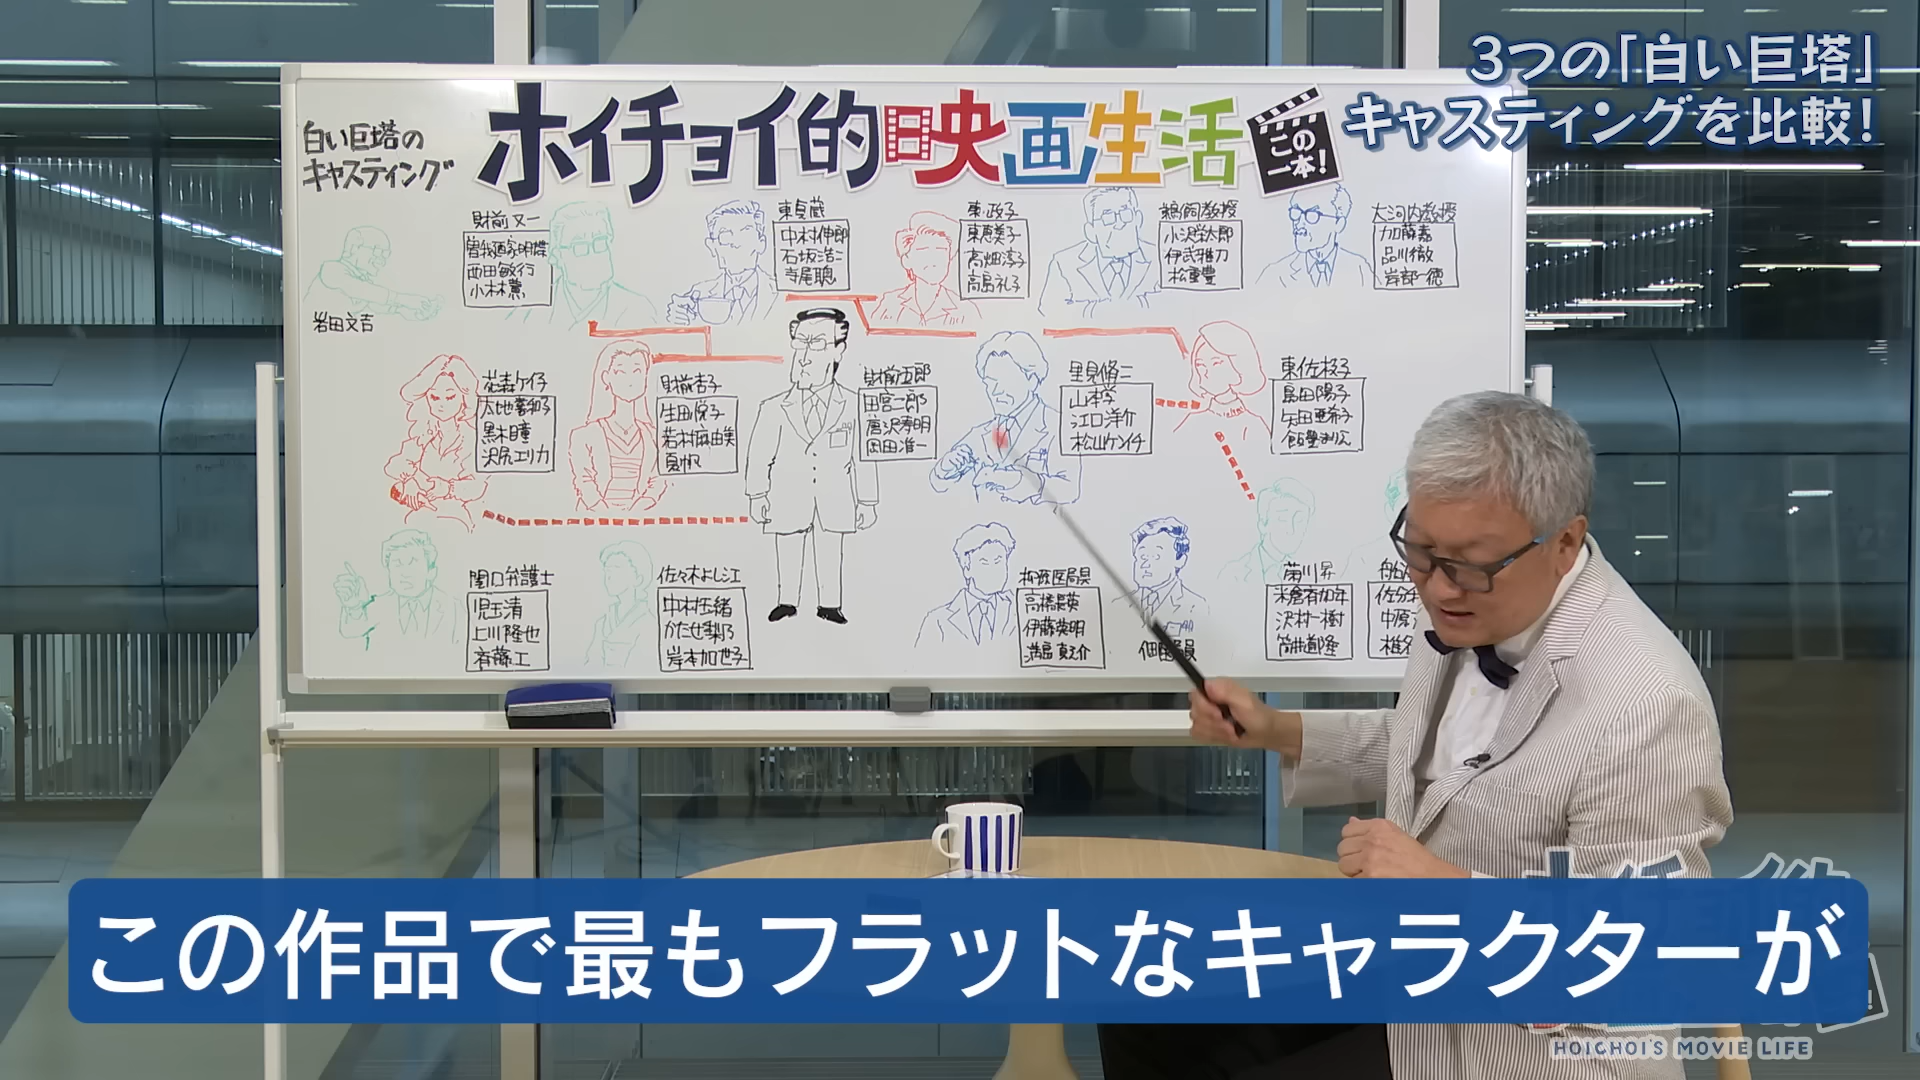 3つの「白い巨塔」
キャスティングを比較!
白い巨塔の
キャスティング
ホイチョイ的映画生活
この
一本!
財前又一
曽我廼家明蝶
西田敏行
小林薫
東貞蔵
中村伸郎
石坂浩二
寺尾聰
東政子
東恵美子
高畑淳子
高島礼子
鵜飼教授
小沢栄太郎
伊武雅刀
松重豊
大河内教授
加藤嘉
品川徹
岸部一徳
岩田文吉
花森ケイ子
太地喜和子
黒木瞳
沢尻エリカ
財前杏子
生田悦子
若村麻由美
夏帆
財前五郎
田宮二郎
唐沢寿明
岡田准一
里見脩二
山本學
江口洋介
松山ケンイチ
東佐枝子
島田陽子
矢田亜希子
飯豊まりえ
関口弁護士
児玉清
上川隆也
斉藤工
佐々木よし江
中村玉緒
かたせ梨乃
岸本加世子
高橋長英
伊藤英明
満島真之介
佃
菊川昇
米倉斉加年
沢村一樹
筒井道隆
この作品で最もフラットなキャラクターが
HOICHOI'S MOVIE LIFE